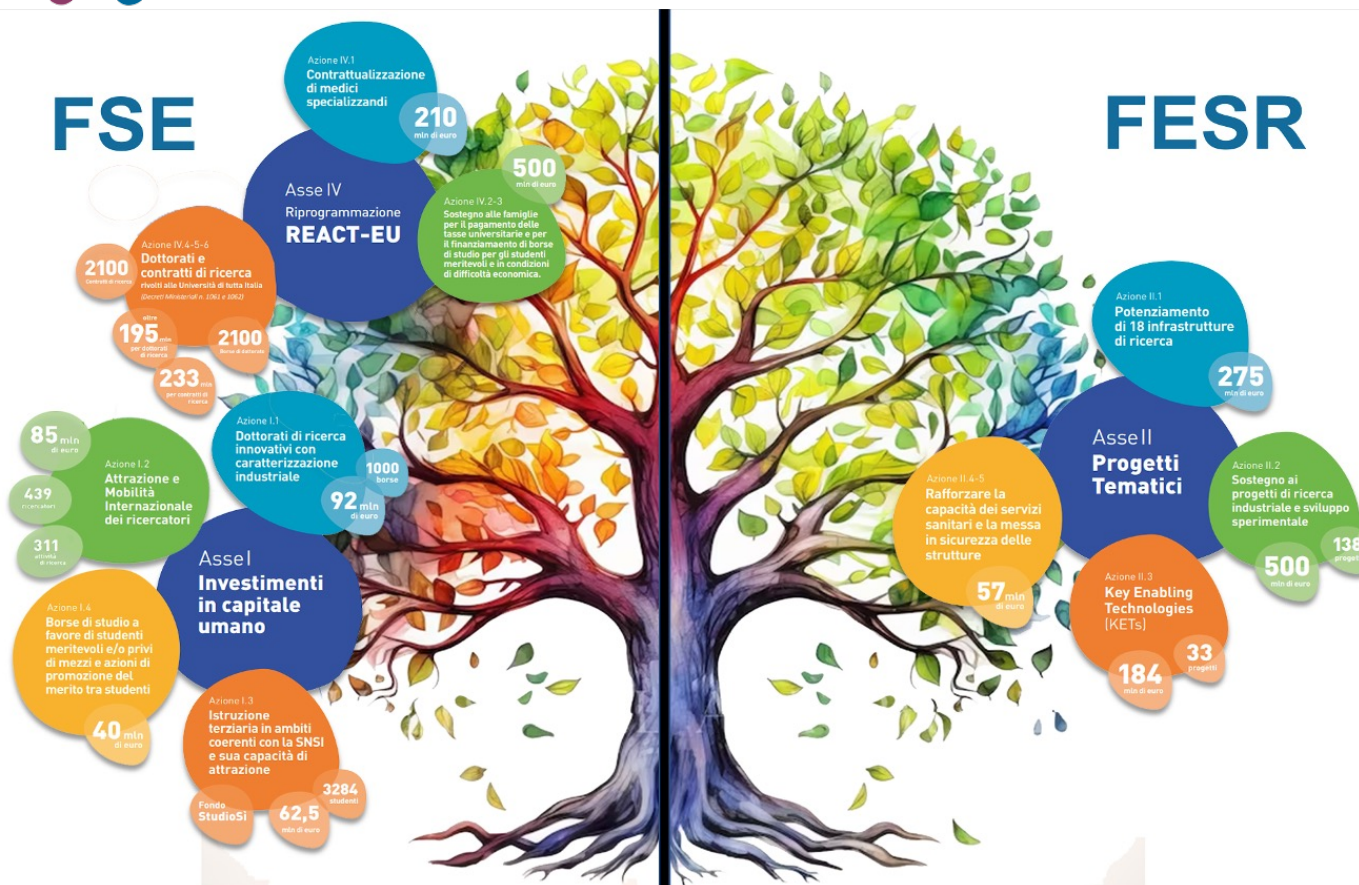 FSE
FESR
Azione IV.1
Contrattualizzazione
di medici
specializzandi
210
mln di euro
Asse IV
Riprogrammazione
REACT-EU
500
mln di euro
Azione IV.2-3
Sostegno alle famiglie
per il pagamento delle
tasse universitarie e per
il finanziamaento di borse
di studio per gli studenti
meritevoli e in condizioni
di difficoltà economica.
Azione IV.4-5-6
Dottorati e
contratti di ricerca
rivolti alle Università di tutta Italia
(Decreti Ministeriali n. 1061 e 1062)
2100
Contratti di ricerca
oltre
195 mln
per dottorati
di ricerca
2100
Borse di dottorato
233 mln
per contratti di
ricerca
Azione I.1
Dottorati di ricerca
innovativi con
caratterizzazione
industriale
1000
borse
92 mln
di euro
85 mln
di euro
Azione I.2
Attrazione e
Mobilità
Internazionale
dei ricercatori
439
ricercatori
311
attività
di ricerca
Asse I
Investimenti
in capitale
umano
Azione I.4
Borse di studio a
favore di studenti
meritevoli e/o privi
di mezzi e azioni di
promozione del
merito tra studenti
40 mln
di euro
Azione I.3
Istruzione
terziaria in ambiti
coerenti con la SNSI
e sua capacità di
attrazione
Fondo
StudioSi
62,5
mln di euro
3284
studenti
Azione II.1
Potenziamento
di 18 infrastrutture
di ricerca
275
mln di euro
Asse II
Progetti
Tematici
Azione II.2
Sostegno ai
progetti di ricerca
industriale e sviluppo
sperimentale
500
mln di euro
138
progetti
Azione II.4-5
Rafforzare la
capacità dei servizi
sanitari e la messa
in sicurezza delle
strutture
57 mln
di euro
Azione II.3
Key Enabling
Technologies
(KETs)
184
mln di euro
33
progetti